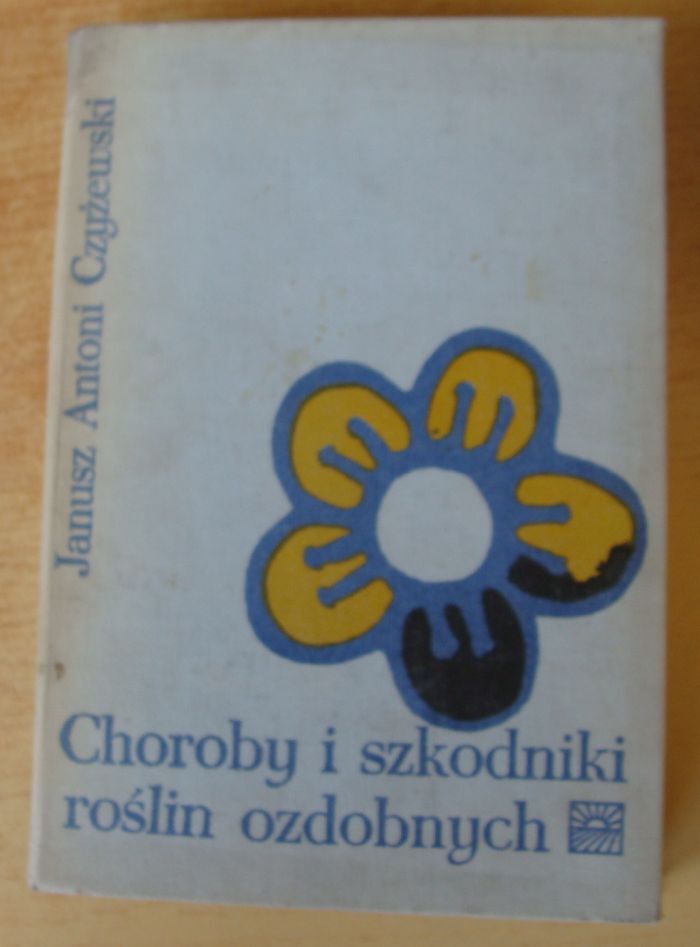 Janusz Antoni Czyżewski
Choroby i szkodniki
roślin ozdobnych